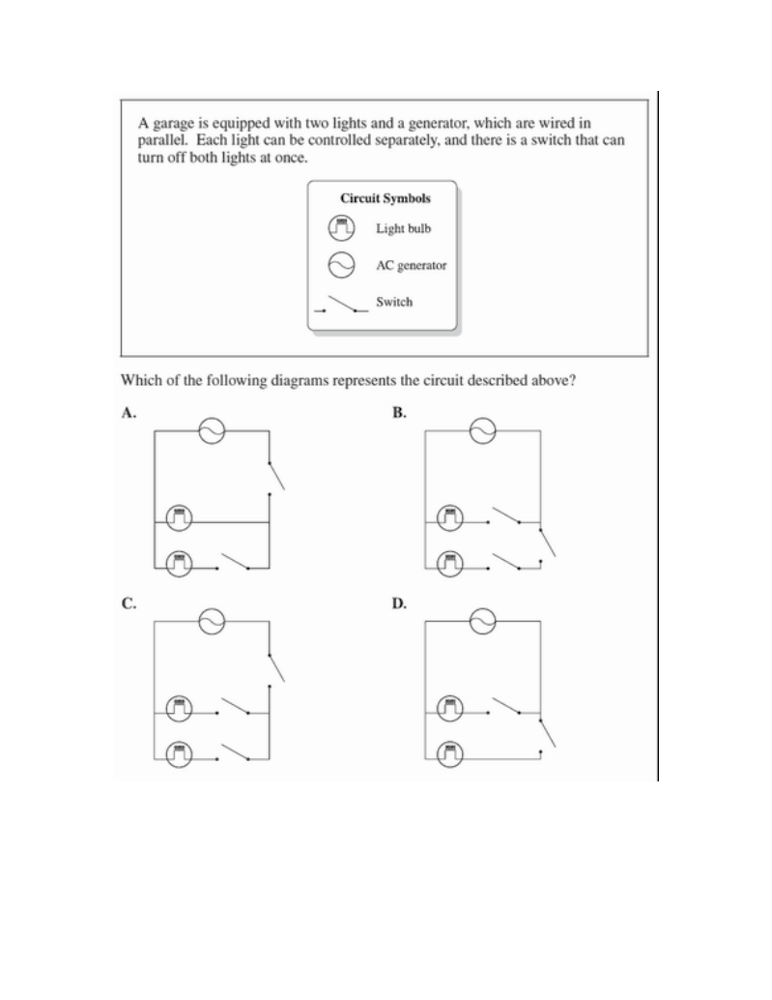 A garage is equipped with two lights and a generator, which are wired in
parallel. Each light can be controlled separately, and there is a switch that can
turn off both lights at once.
Circuit Symbols
Light bulb
AC generator
Switch
Which of the following diagrams represents the circuit described above?
A.
B.
C.
D.